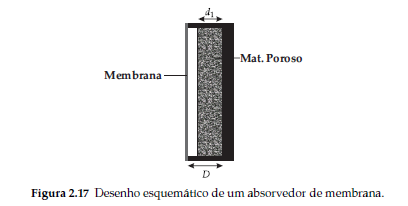 d₁
Mat. Poroso
Membrana
D
Figura 2.17 Desenho esquemático de um absorvedor de membrana.